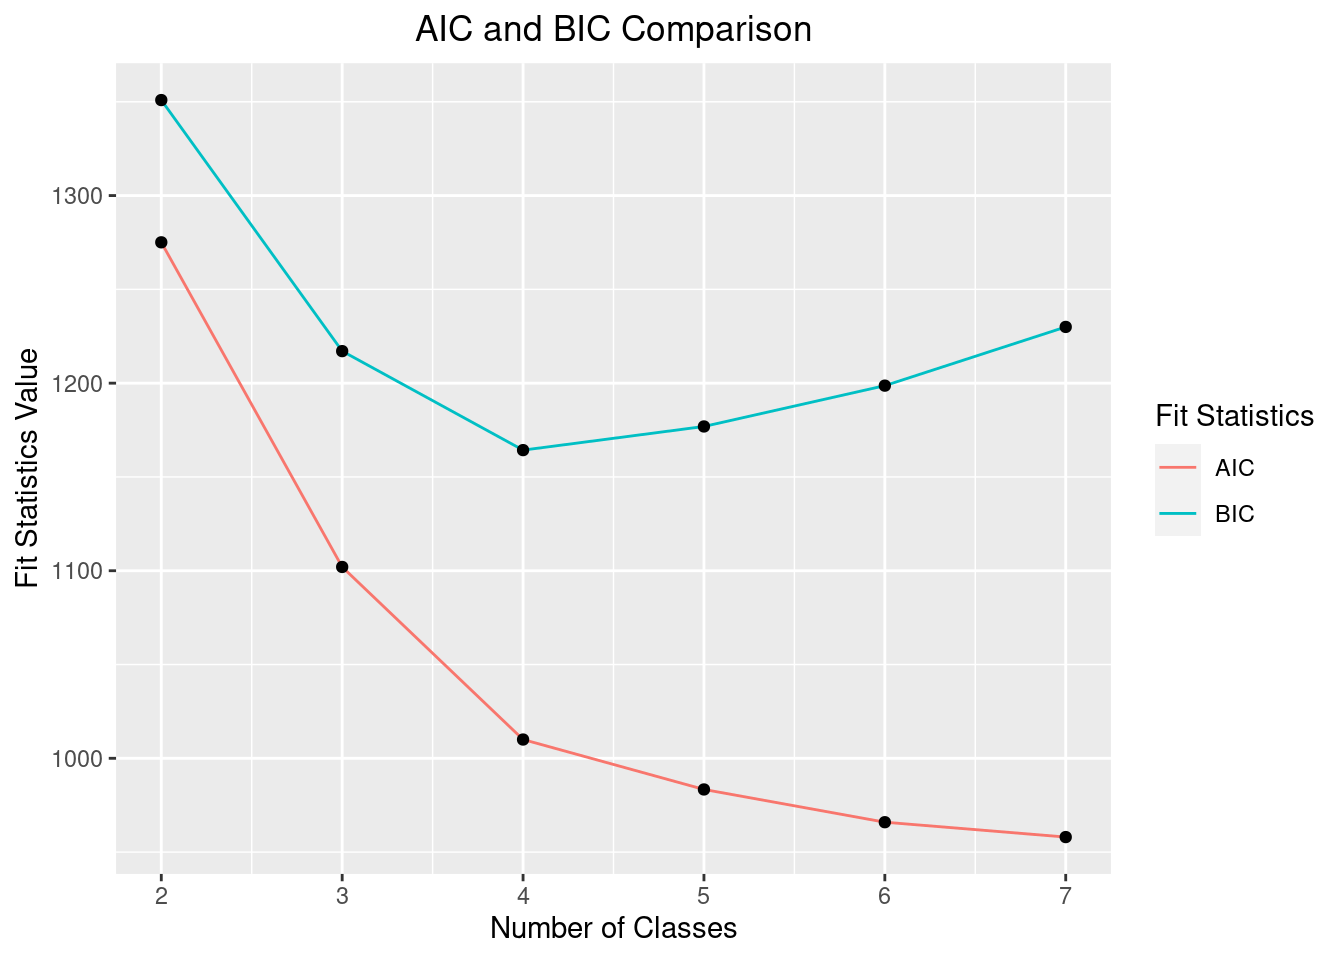 AIC and BIC Comparison
Fit Statistics Value
1300
1200
1100
1000
2 3 4 5 6 7
Number of Classes
Fit Statistics
AIC
BIC